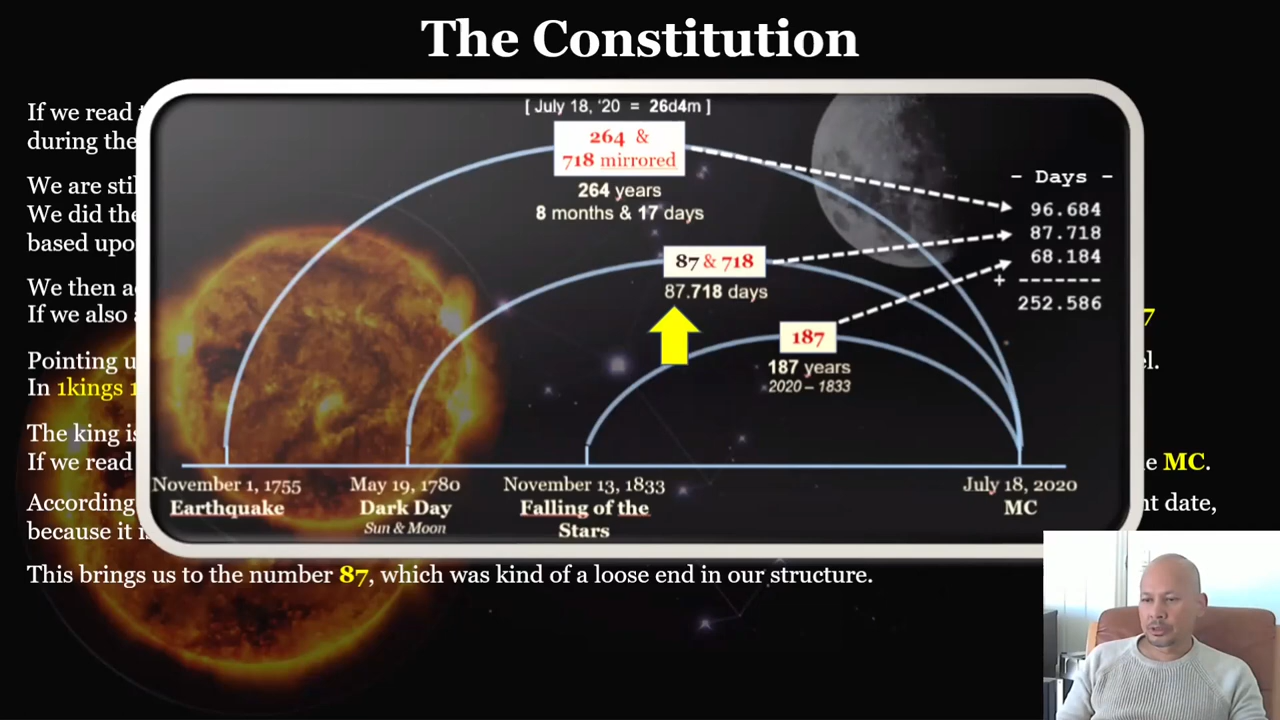 The Constitution
If we read
during the
We are stil
We did the
based upo
We then a
If we also
7
Pointing u
el.
In 1kings 1
The king is
If we read
e MC.
According
nt date,
because it is
This brings us to the number 87, which was kind of a loose end in our structure.
[ July 18, '20 = 26d4m ]
264 &
718 mirrored
264 years
8 months & 17 days
87 & 718
87.718 days
187
187 years
2020 – 1833
- Days -
96.684
87.718
68.184
+ -------
252.586
November 1, 1755
Earthquake
May 19, 1780
Dark Day
Sun & Moon
November 13, 1833
Falling of the
Stars
July 18, 2020
MC